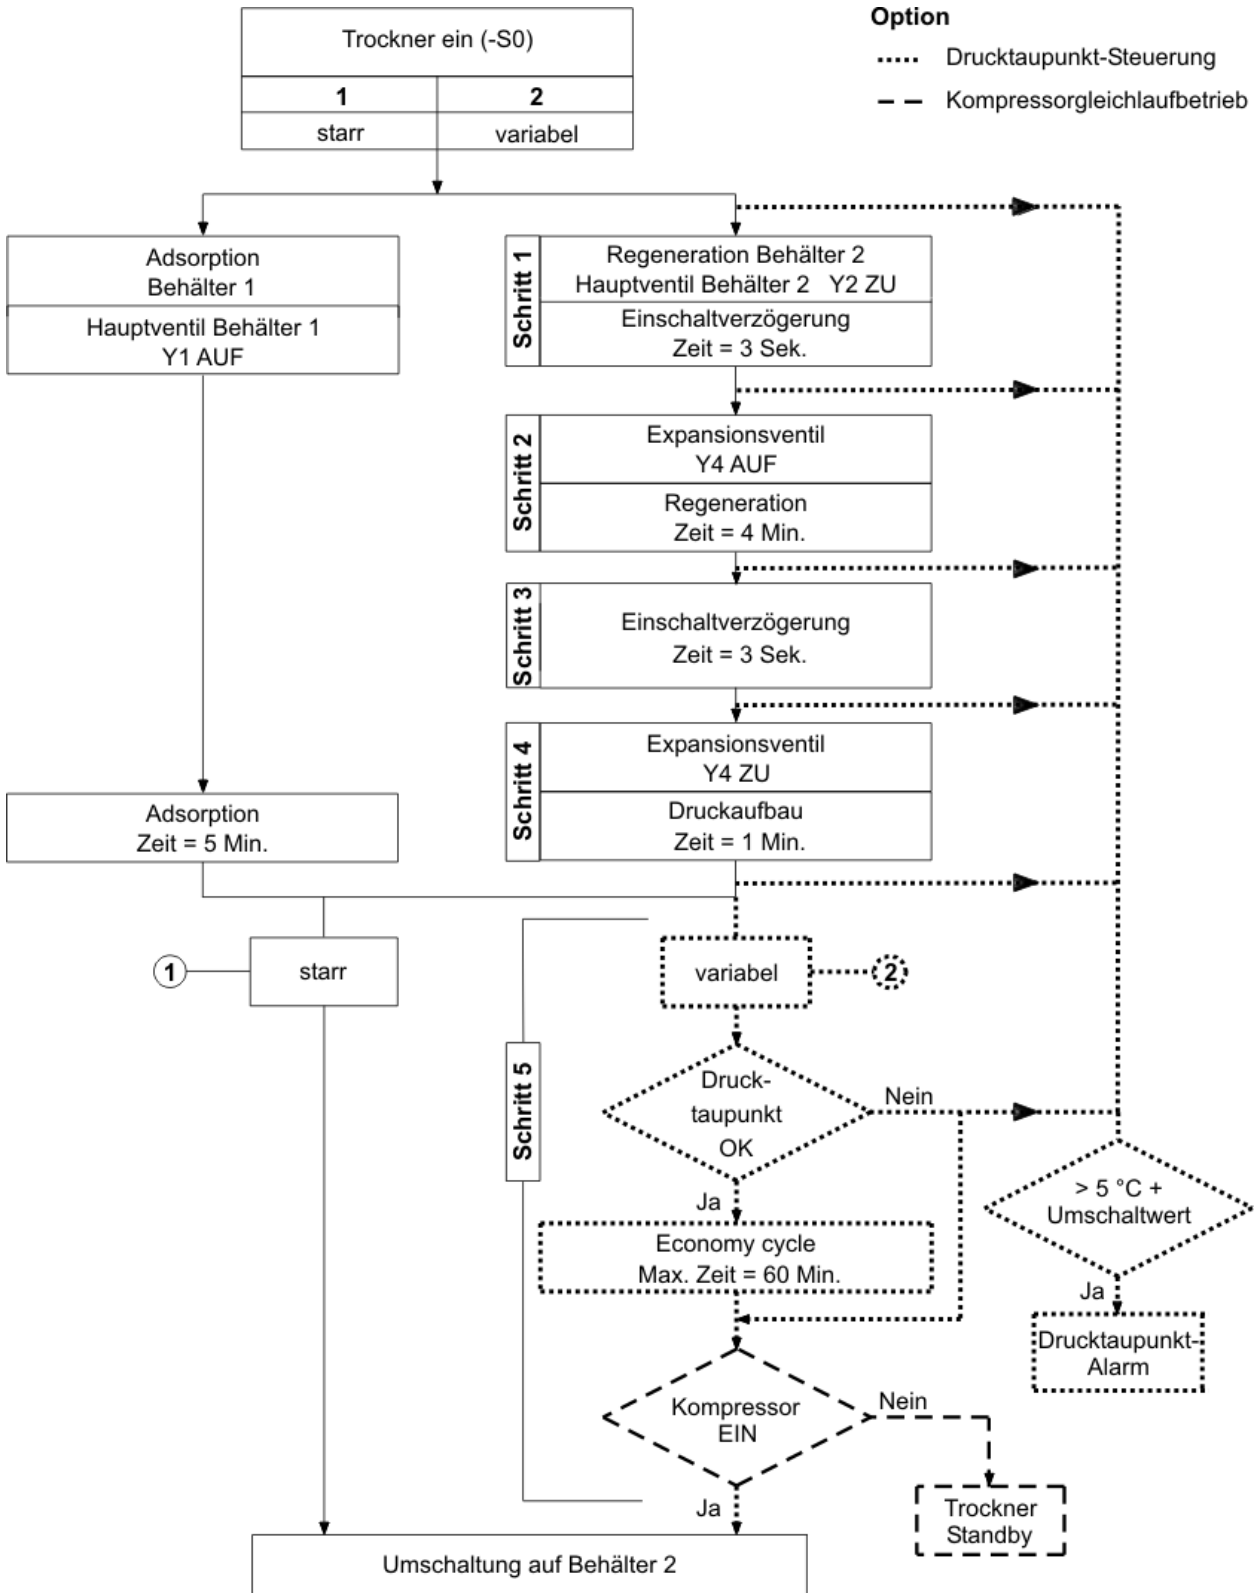 Option
Drucktaupunkt-Steuerung
Kompressorgleichlaufbetrieb
Trockner ein (-S0)
1
2
starr
variabel
Adsorption
Behälter 1
Hauptventil Behälter 1
Y1 AUF
Schritt 1
Regeneration Behälter 2
Hauptventil Behälter 2 Y2 ZU
Einschaltverzögerung
Zeit = 3 Sek.
Schritt 2
Expansionsventil
Y4 AUF
Regeneration
Zeit = 4 Min.
Schritt 3
Einschaltverzögerung
Zeit = 3 Sek.
Schritt 4
Expansionsventil
Y4 ZU
Druckaufbau
Zeit = 1 Min.
Adsorption
Zeit = 5 Min.
1
starr
variabel
2
Schritt 5
Druck-
taupunkt
OK
Nein
Ja
> 5 °C +
Umschaltwert
Ja
Drucktaupunkt-
Alarm
Economy cycle
Max. Zeit = 60 Min.
Kompressor
EIN
Nein
Ja
Trockner
Standby
Umschaltung auf Behälter 2